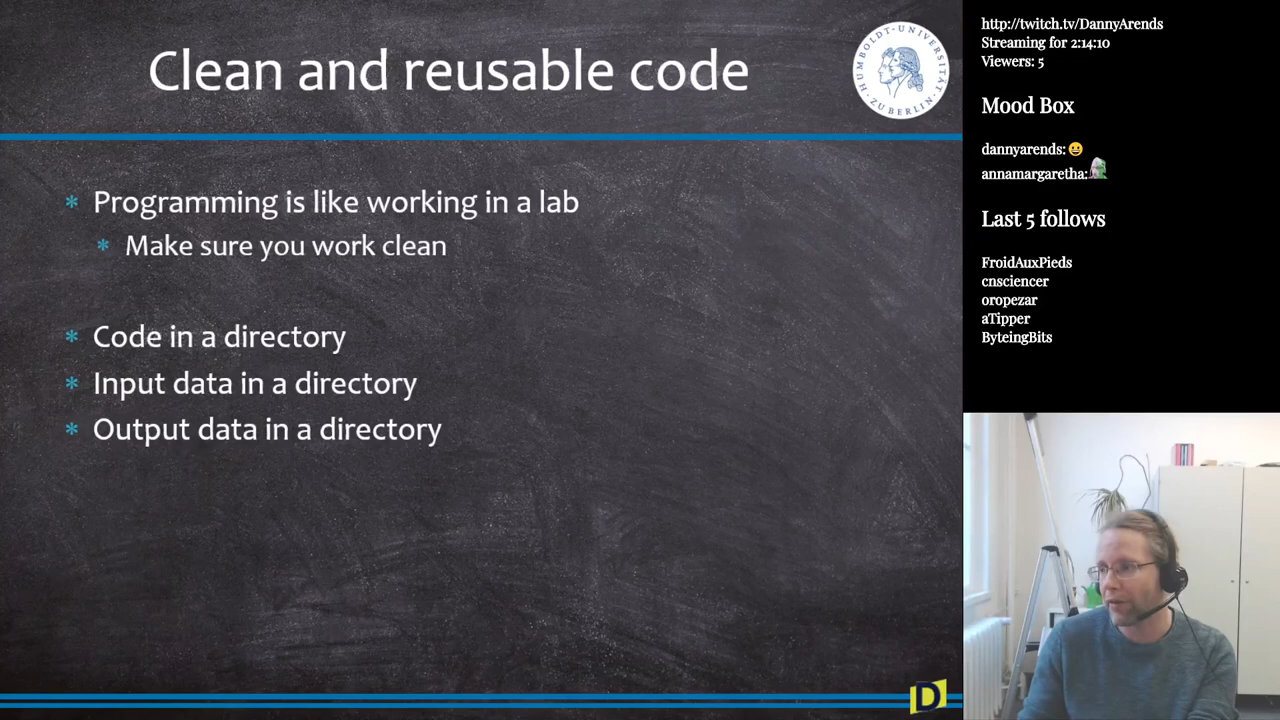 Clean and reusable code
HUMBOLDT-UNIVERSITÄT
ZU BERLIN
* Programming is like working in a lab
* Make sure you work clean
* Code in a directory
* Input data in a directory
* Output data in a directory
D
http://twitch.tv/DannyArends
Streaming for 2:14:10
Viewers: 5
Mood Box
dannyarends: 😀
annamargaretha:
Last 5 follows
FroidAuxPieds
cnsciencer
oropezar
aTipper
ByteingBits